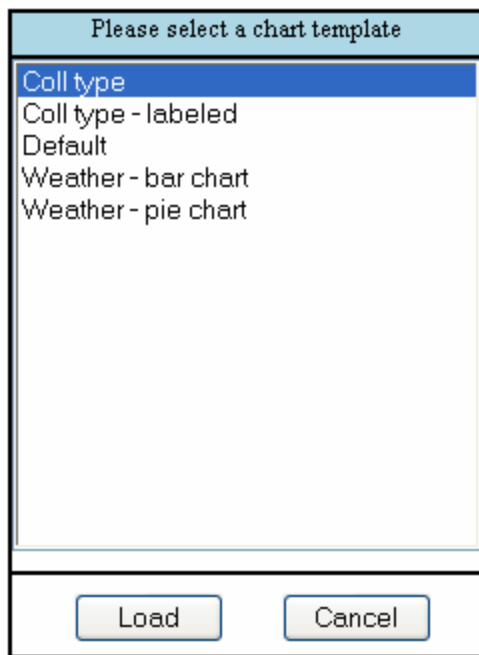 Please select a chart template
Coll type
Coll type - labeled
Default
Weather - bar chart
Weather - pie chart
Load
Cancel